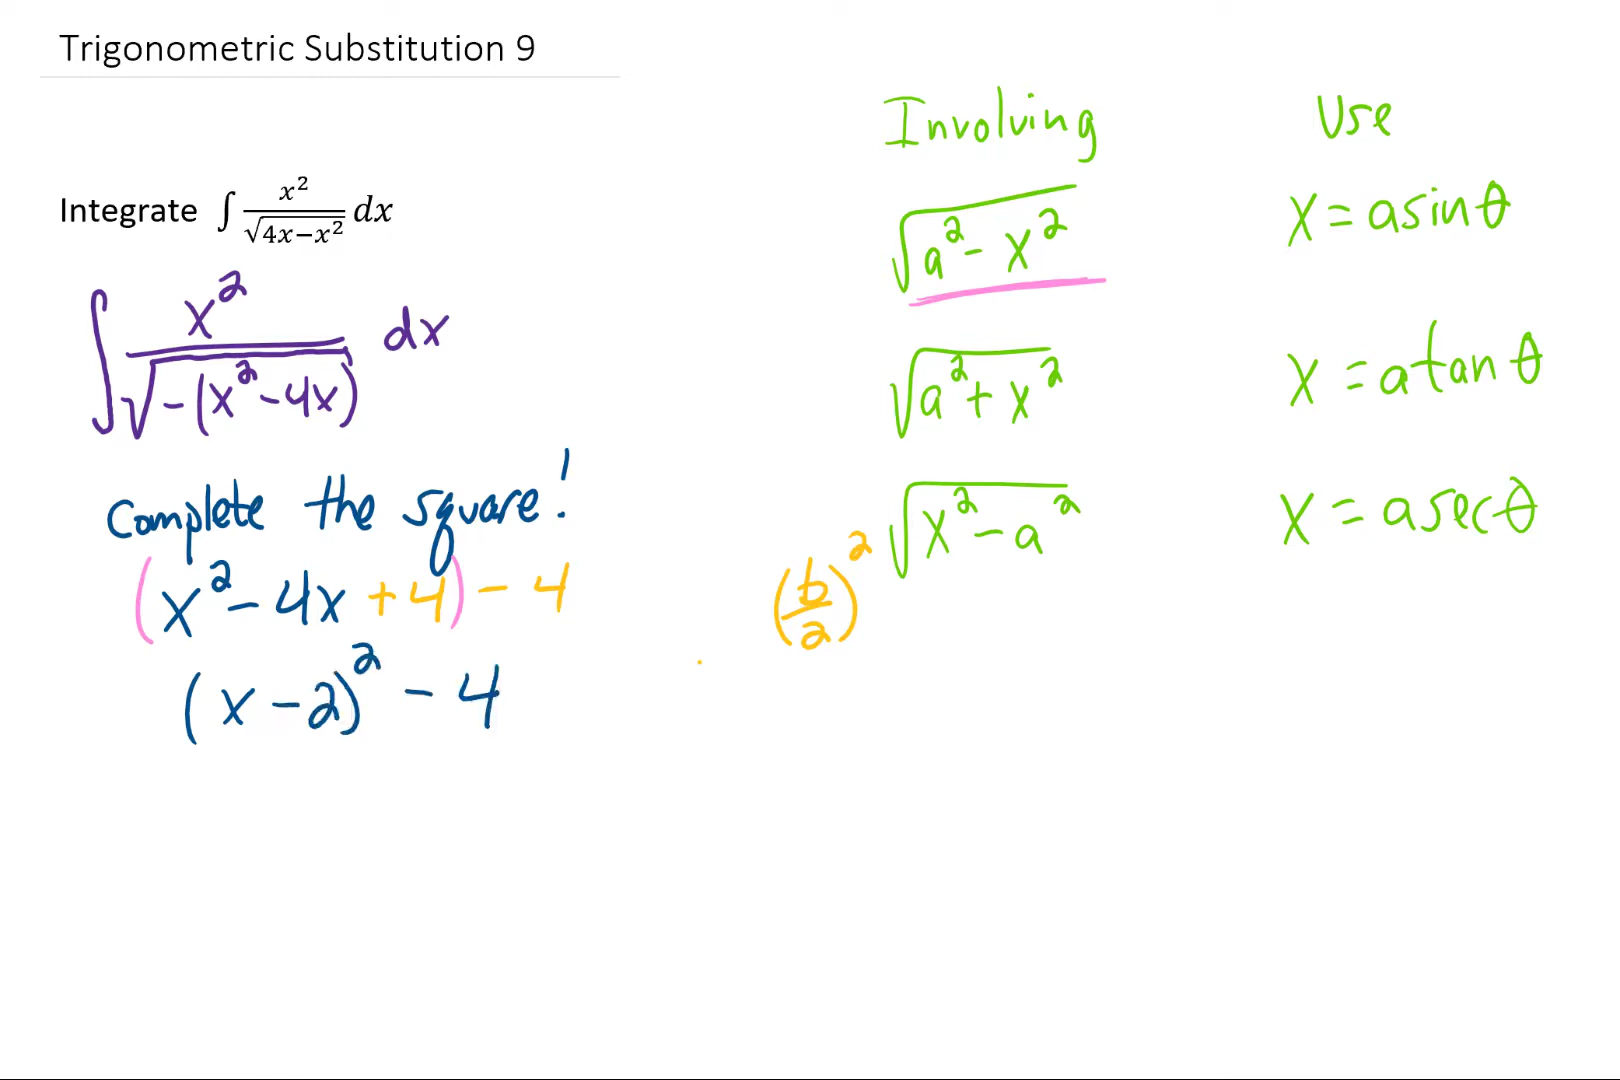 Trigonometric Substitution 9
Integrate ∫ x²/√(4x−x²) dx
∫ x²/√(-(x²-4x)) dx
Complete the square!
(x² - 4x + 4) - 4
(x - 2)² - 4
Involving Use
√(a² - x²) x = a sin θ
√(a² + x²) x = a tan θ
√(x² - a²) x = a sec θ
(b/2)²